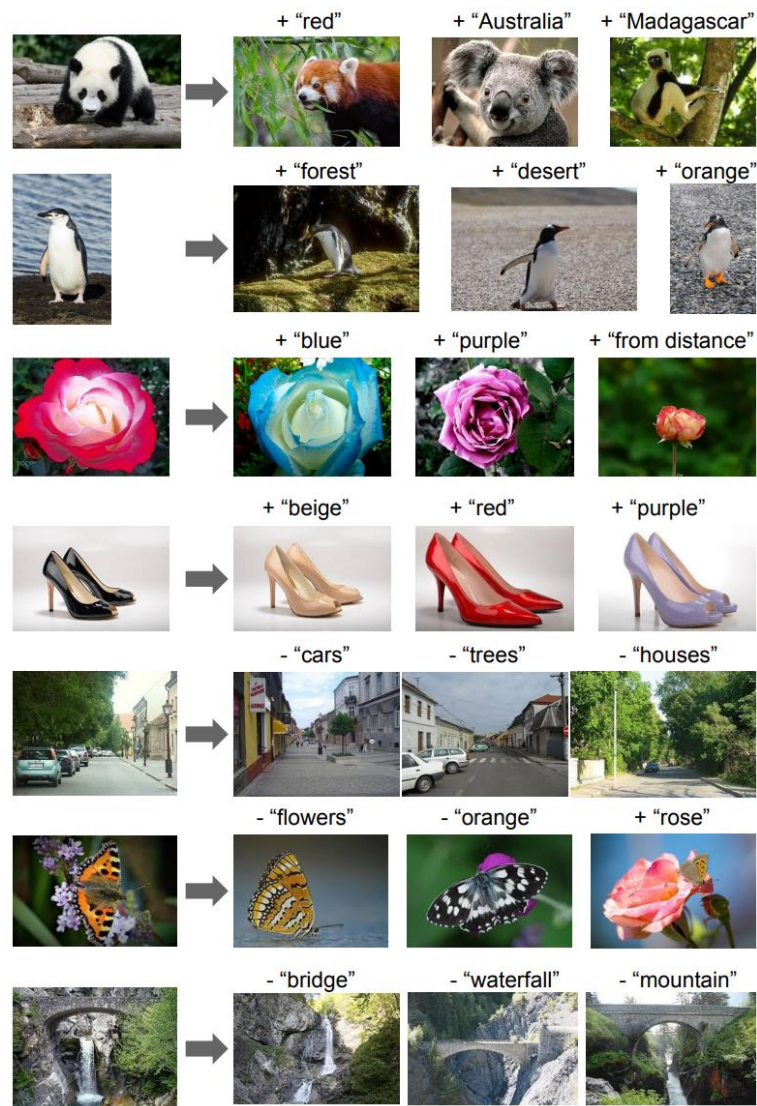 + “red” + “Australia” + “Madagascar”
+ “forest” + “desert” + “orange”
+ “blue” + “purple” + “from distance”
+ “beige” + “red” + “purple”
- “cars” - “trees” - “houses”
- “flowers” - “orange” + “rose”
- “bridge” - “waterfall” - “mountain”